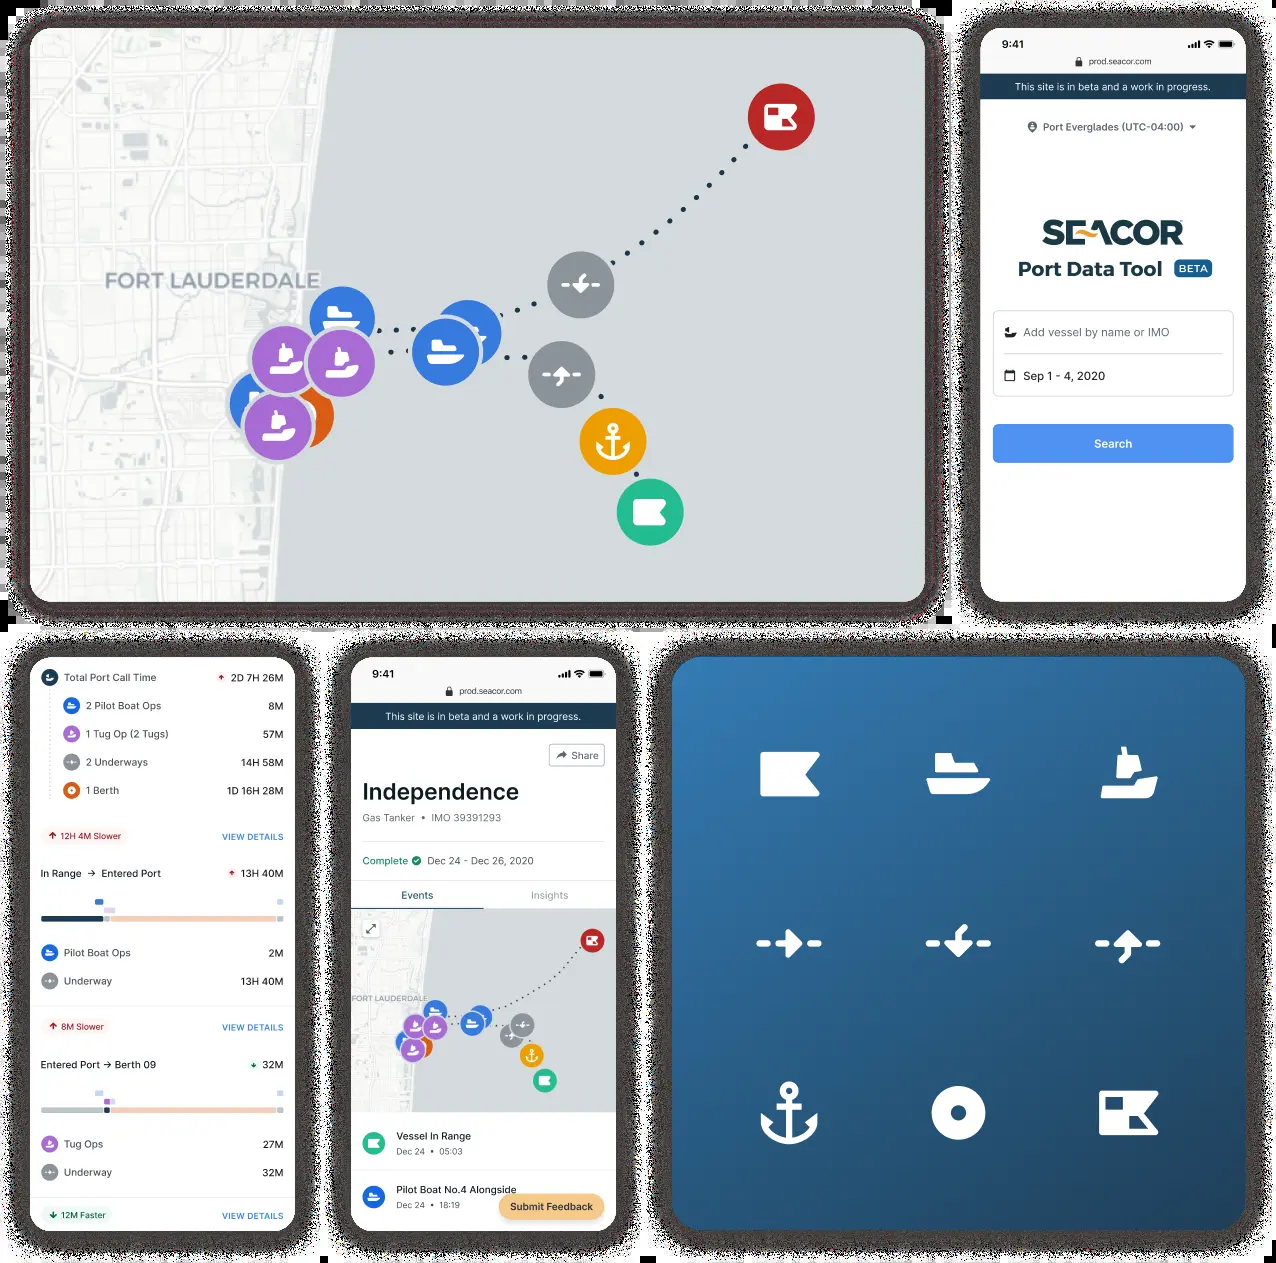 FORT LAUDERDALE
9:41
prod.seacor.com
This site is in beta and a work in progress.
Port Everglades (UTC-04:00)
SEACOR
Port Data Tool BETA
Add vessel by name or IMO
Sep 1 - 4, 2020
Search
Total Port Call Time 2D 7H 26M
2 Pilot Boat Ops 8M
1 Tug Op (2 Tugs) 57M
2 Underways 14H 58M
1 Berth 1D 16H 28M
12H 4M Slower VIEW DETAILS
In Range → Entered Port 13H 40M
Pilot Boat Ops 2M
Underway 13H 40M
8M Slower VIEW DETAILS
Entered Port → Berth 09 32M
Tug Ops 27M
Underway 32M
12M Faster VIEW DETAILS
9:41
prod.seacor.com
This site is in beta and a work in progress.
Share
Independence
Gas Tanker • IMO 39391293
Complete Dec 24 - Dec 26, 2020
Events Insights
FORT LAUDERDALE
Vessel In Range
Dec 24 • 05:03
Pilot Boat No.4 Alongside
Dec 24 • 18:19
Submit Feedback